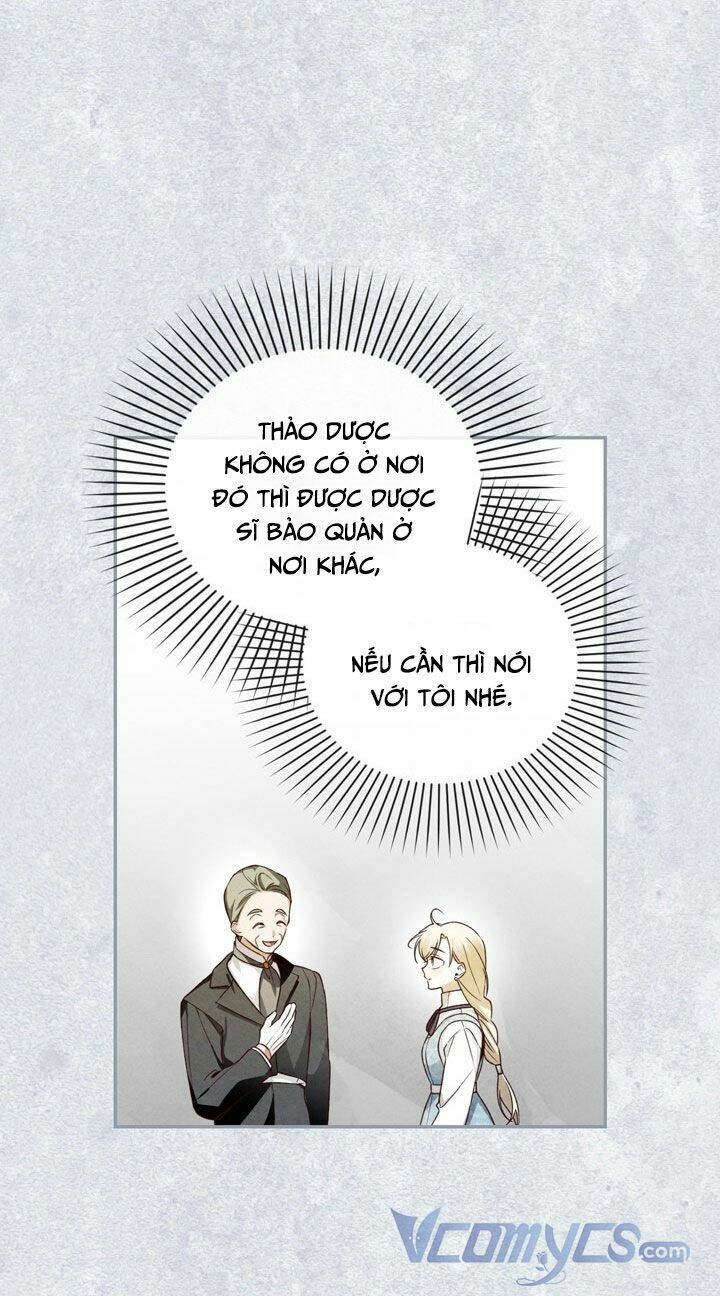 THẢO DƯỢC
KHÔNG CÓ Ở NƠI
ĐÓ THÌ ĐƯỢC DƯỢC
SĨ BẢO QUẢN Ở
NƠI KHÁC,
NẾU CẦN THÌ NÓI
VỚI TÔI NHÉ.
VCOMYCS.com